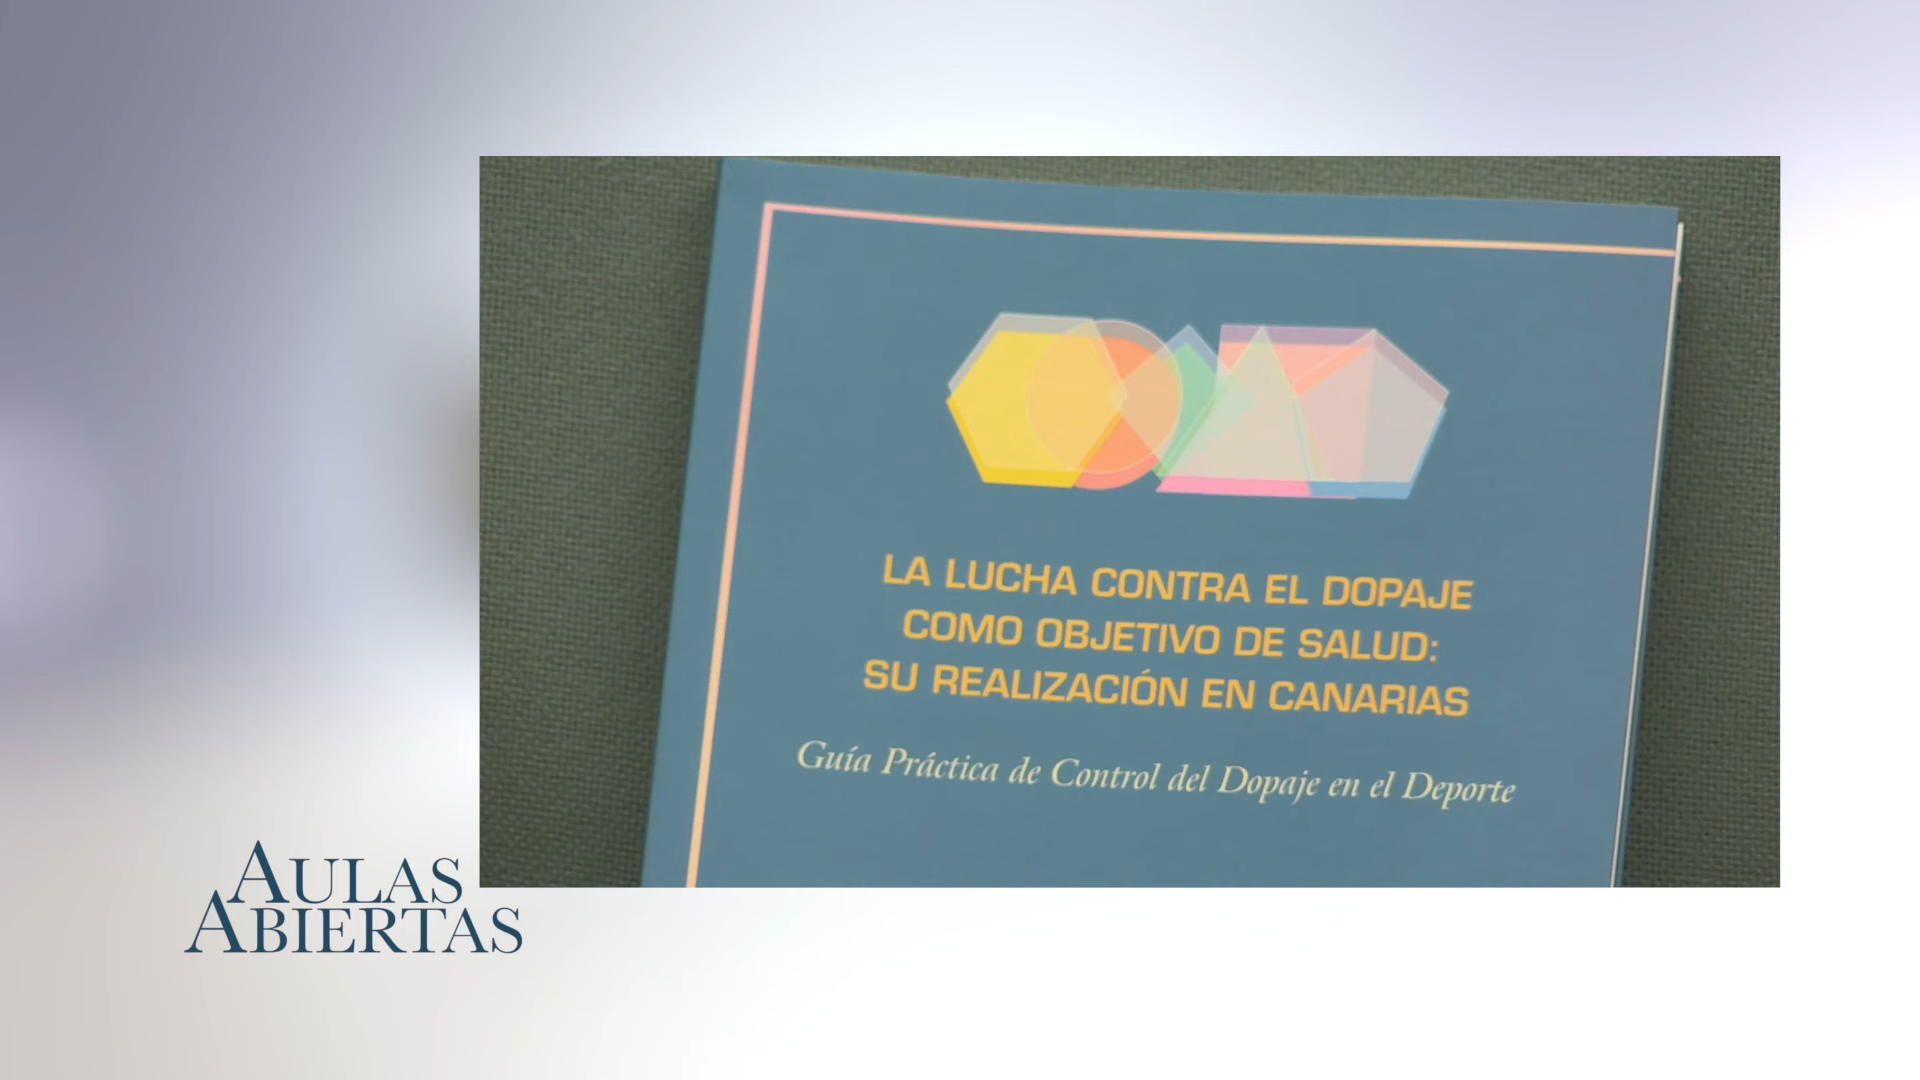 LA LUCHA CONTRA EL DOPAJE
COMO OBJETIVO DE SALUD:
SU REALIZACIÓN EN CANARIAS
Guía Práctica de Control del Dopaje en el Deporte
AULAS
ABIERTAS